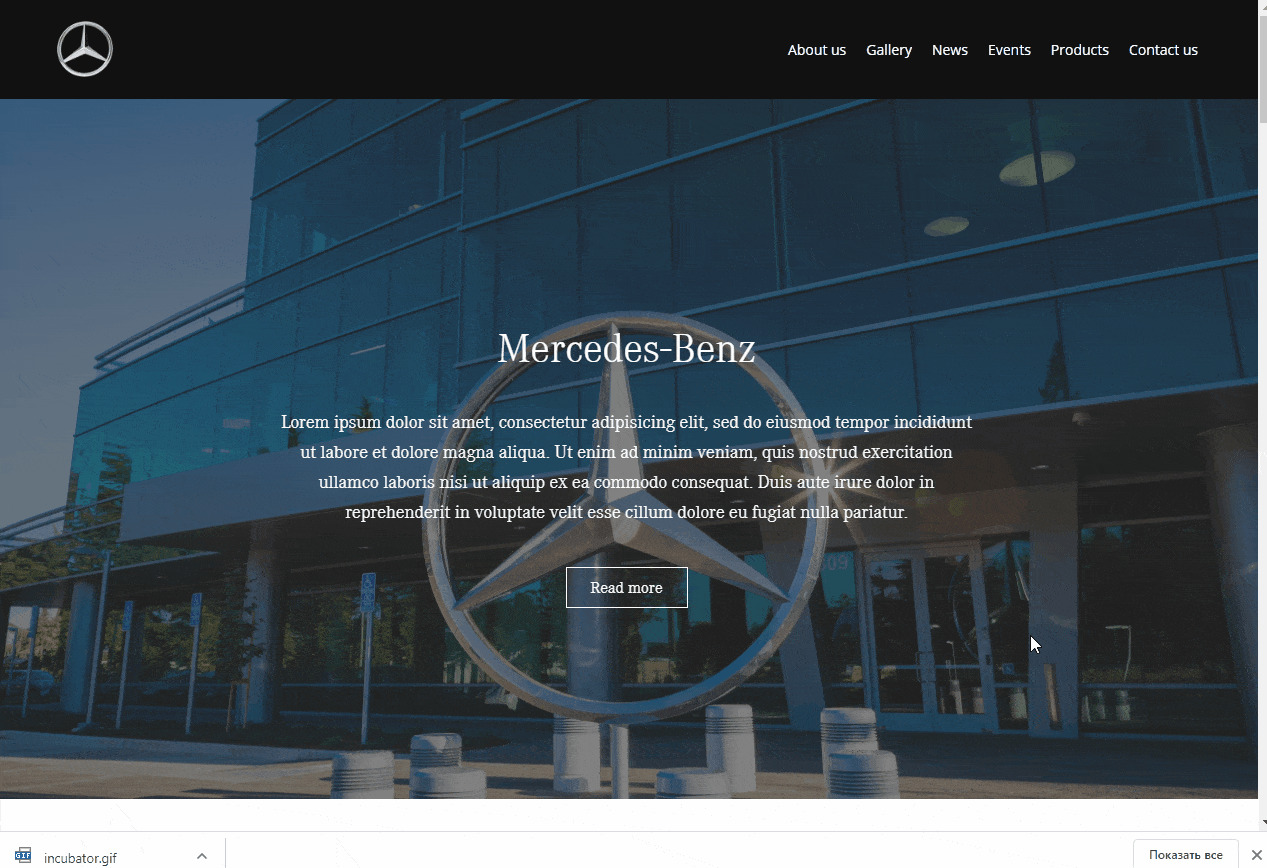 About us Gallery News Events Products Contact us
Mercedes-Benz
Lorem ipsum dolor sit amet, consectetur adipisicing elit, sed do eiusmod tempor incididunt
ut labore et dolore magna aliqua. Ut enim ad minim veniam, quis nostrud exercitation
ullamco laboris nisi ut aliquip ex ea commodo consequat. Duis aute irure dolor in
reprehenderit in voluptate velit esse cillum dolore eu fugiat nulla pariatur.
Read more
GIF incubator.gif
Показать все